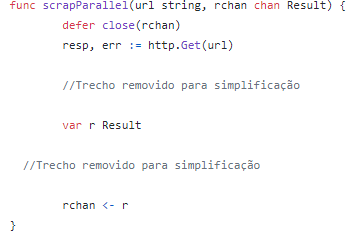 func scrapParallel(url string, rchan chan Result) {
defer close(rchan)
resp, err := http.Get(url)
//Trecho removido para simplificação
var r Result
//Trecho removido para simplificação
rchan <- r
}